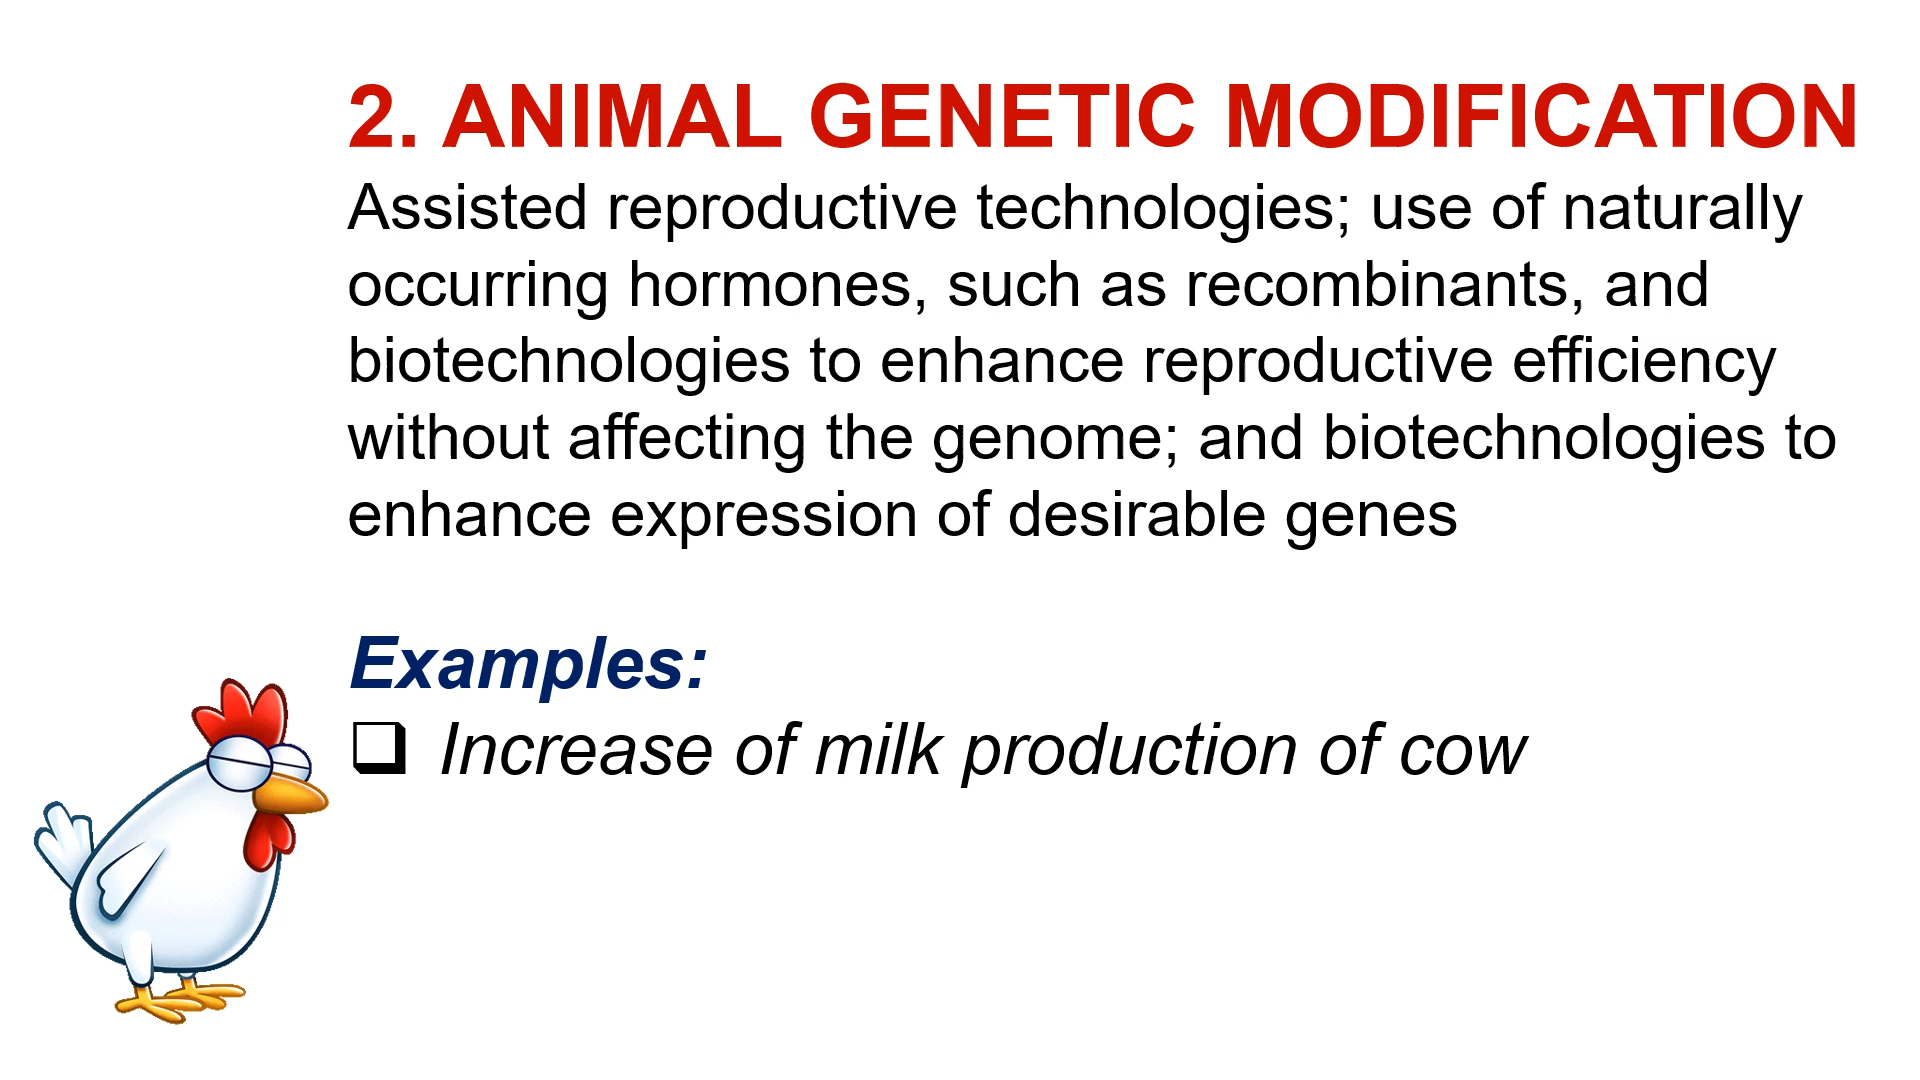 2. ANIMAL GENETIC MODIFICATION
Assisted reproductive technologies; use of naturally
occurring hormones, such as recombinants, and
biotechnologies to enhance reproductive efficiency
without affecting the genome; and biotechnologies to
enhance expression of desirable genes
Examples:
❑ Increase of milk production of cow